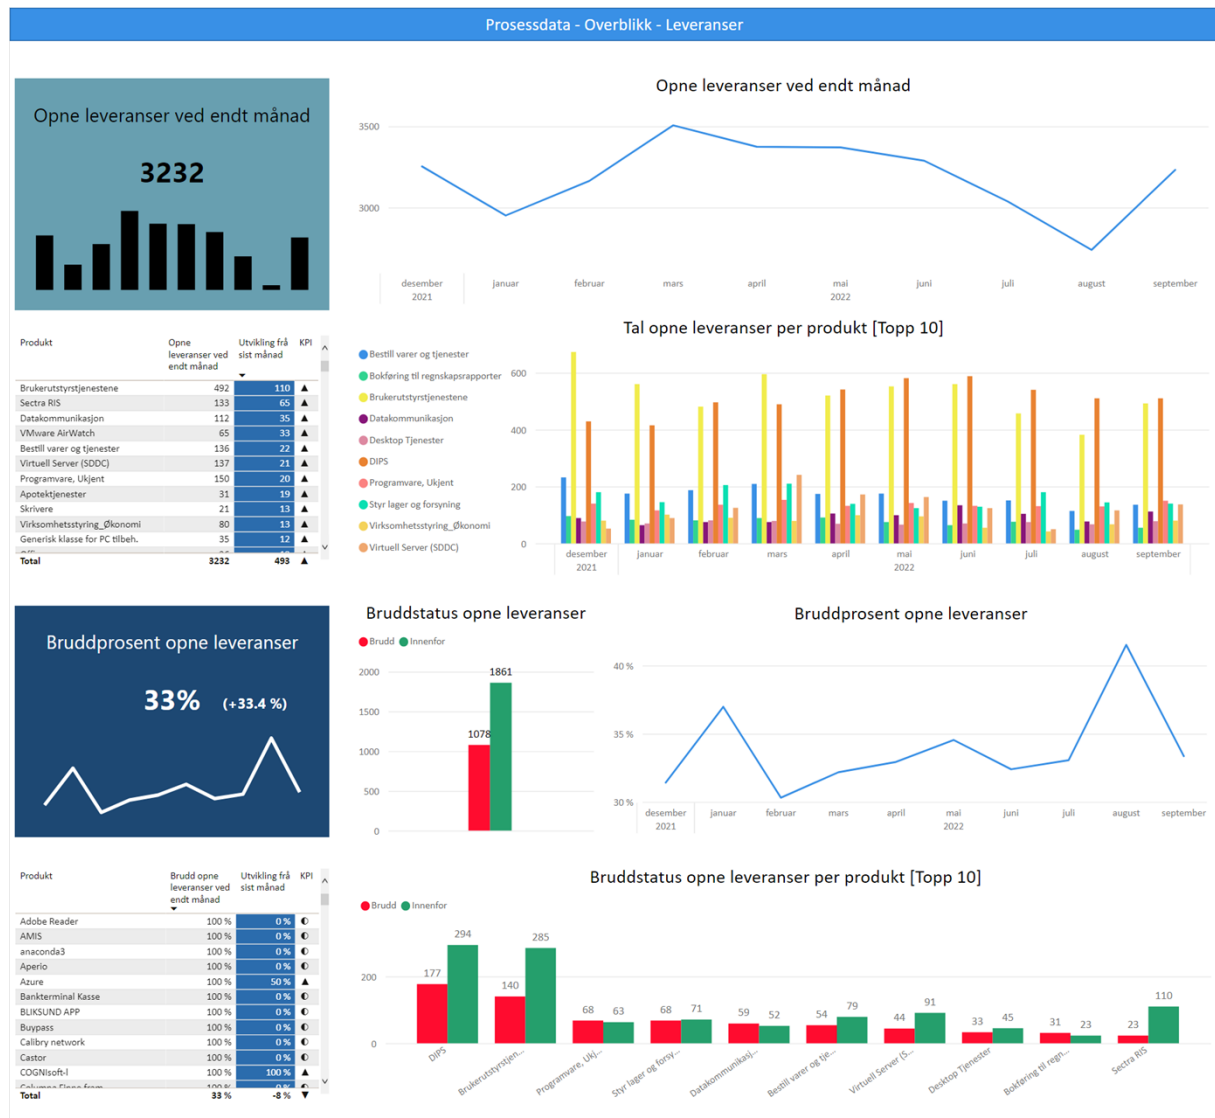 Prosessdata - Overblikk - Leveranser
Opne leveranser ved endt månad
3232
Opne leveranser ved endt månad
3500
3000
desember januar februar mars april mai juni juli august september
2021 2022
Produkt Opne leveranser ved endt månad Utvikling frå sist månad KPI
Brukerutstyrstjenestene 492 110 ▲
Sectra RIS 133 65 ▲
Datakommunikasjon 112 35 ▲
VMware AirWatch 65 33 ▲
Bestill varer og tjenester 136 22 ▲
Virtuell Server (SDDC) 137 21 ▲
Programvare, Ukjent 150 20 ▲
Apotektjenester 31 19 ▲
Skrivere 21 13 ▲
Virksomhetsstyring_Økonomi 80 13 ▲
Generisk klasse for PC tilbeh. 35 12 ▲
Total 3232 493 ▲
Tal opne leveranser per produkt [Topp 10]
Bestill varer og tjenester
Bokføring til regnskapsrapporter
Brukerutstyrstjenestene
Datakommunikasjon
Desktop Tjenester
DIPS
Programvare, Ukjent
Styr lager og forsyning
Virksomhetsstyring_Økonomi
Virtuell Server (SDDC)
600
400
200
0
desember januar februar mars april mai juni juli august september
2021 2022
Bruddprosent opne leveranser
33% (+33.4 %)
Bruddstatus opne leveranser
Brudd Innenfor
2000
1500
1000
500
0
1078
1861
Bruddprosent opne leveranser
40 %
35 %
30 %
desember januar februar mars april mai juni juli august september
2021 2022
Produkt Brudd opne leveranser ved endt månad Utvikling frå sist månad KPI
Adobe Reader 100 % 0 %
AMIS 100 % 0 %
anaconda3 100 % 0 %
Aperio 100 % 0 %
Azure 100 % 50 % ▲
Bankterminal Kasse 100 % 0 %
BLIKSUND APP 100 % 0 %
Buypass 100 % 0 %
Calibry network 100 % 0 %
Castor 100 % 0 %
COGNIsoft-I 100 % 100 % ▲
Total 33 % -8 % ▼
Bruddstatus opne leveranser per produkt [Topp 10]
Brudd Innenfor
200
0
177 294
140 285
68 63
68 71
59 52
54 79
44 91
33 45
31 23
23 110
DIPS
Brukerutstyrstjen...
Programvare, Ukj...
Styr lager og forsy...
Datakommunikasj...
Bestill varer og tje...
Virtuell Server (S...
Desktop Tjenester
Bokføring til regn...
Sectra RIS